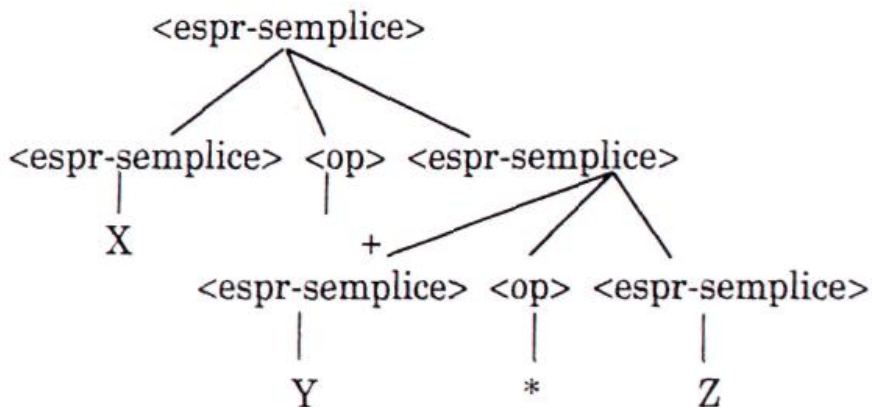 <espr-semplice>
<espr-semplice> <op> <espr-semplice>
X +
<espr-semplice> <op> <espr-semplice>
Y * Z